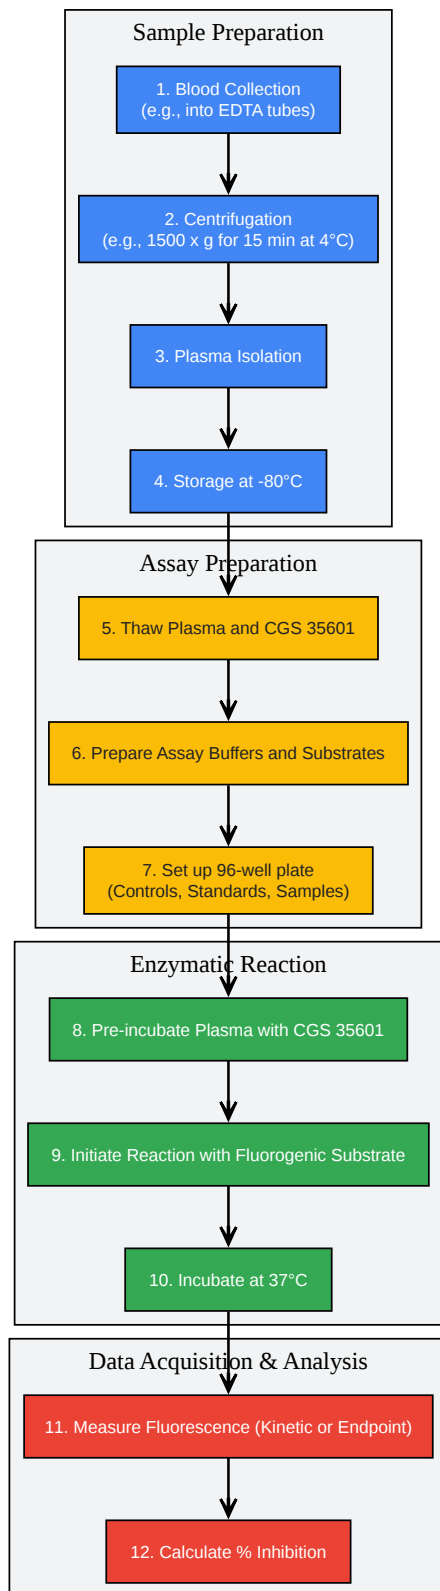 Sample Preparation
1. Blood Collection
(e.g., into EDTA tubes)
2. Centrifugation
(e.g., 1500 x g for 15 min at 4°C)
3. Plasma Isolation
4. Storage at -80°C
Assay Preparation
5. Thaw Plasma and CGS 35601
6. Prepare Assay Buffers and Substrates
7. Set up 96-well plate
(Controls, Standards, Samples)
Enzymatic Reaction
8. Pre-incubate Plasma with CGS 35601
9. Initiate Reaction with Fluorogenic Substrate
10. Incubate at 37°C
Data Acquisition & Analysis
11. Measure Fluorescence (Kinetic or Endpoint)
12. Calculate % Inhibition